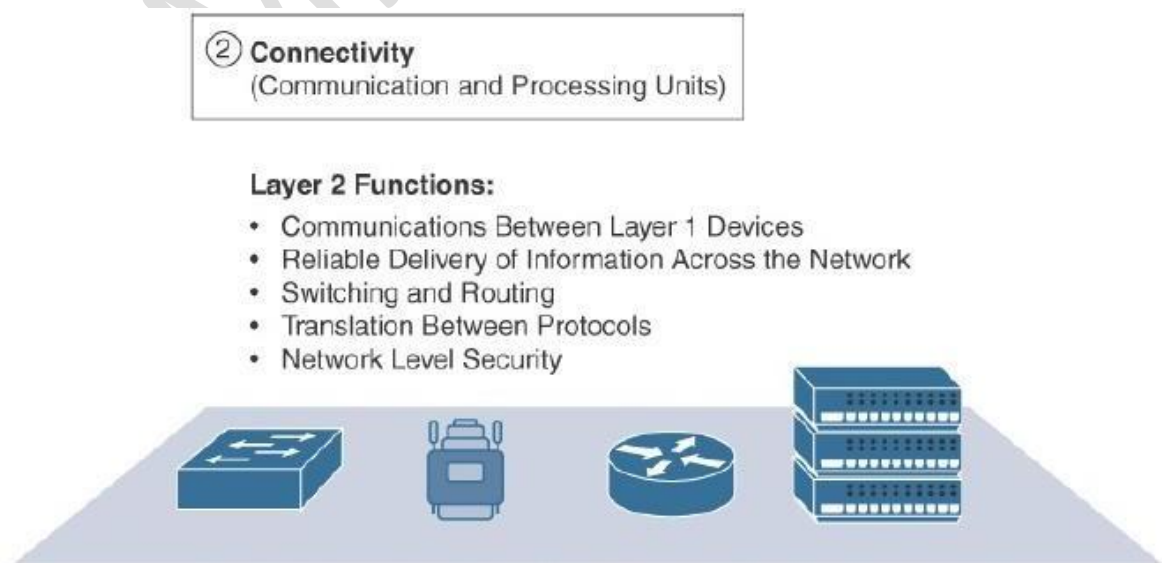 ② Connectivity
(Communication and Processing Units)
Layer 2 Functions:
• Communications Between Layer 1 Devices
• Reliable Delivery of Information Across the Network
• Switching and Routing
• Translation Between Protocols
• Network Level Security